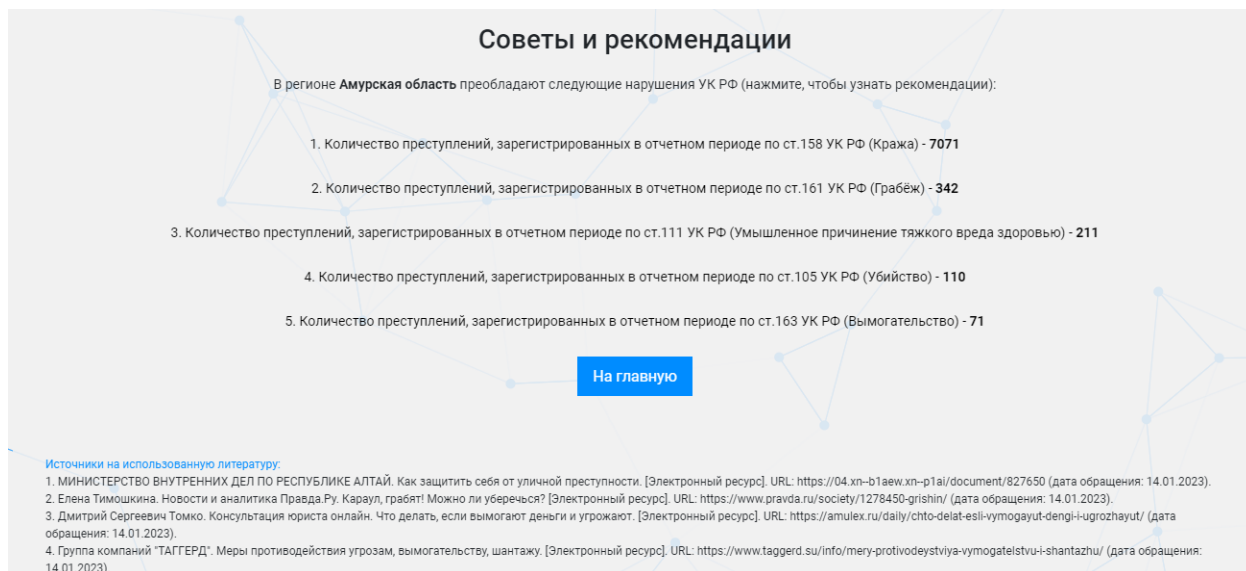 Советы и рекомендации
В регионе Амурская область преобладают следующие нарушения УК РФ (нажмите, чтобы узнать рекомендации):
1. Количество преступлений, зарегистрированных в отчетном периоде по ст.158 УК РФ (Кража) - 7071
2. Количество преступлений, зарегистрированных в отчетном периоде по ст.161 УК РФ (Грабёж) - 342
3. Количество преступлений, зарегистрированных в отчетном периоде по ст.111 УК РФ (Умышленное причинение тяжкого вреда здоровью) - 211
4. Количество преступлений, зарегистрированных в отчетном периоде по ст.105 УК РФ (Убийство) - 110
5. Количество преступлений, зарегистрированных в отчетном периоде по ст.163 УК РФ (Вымогательство) - 71
На главную
Источники на использованную литературу:
1. МИНИСТЕРСТВО ВНУТРЕННИХ ДЕЛ ПО РЕСПУБЛИКЕ АЛТАЙ. Как защитить себя от уличной преступности. [Электронный ресурс]. URL: https://04.xn--b1aew.xn--p1ai/document/827650 (дата обращения: 14.01.2023).
2. Елена Тимошкина. Новости и аналитика Правда.Ру. Караул, грабят! Можно ли уберечься? [Электронный ресурс]. URL: https://www.pravda.ru/society/1278450-grishin/ (дата обращения: 14.01.2023).
3. Дмитрий Сергеевич Томко. Консультация юриста онлайн. Что делать, если вымогают деньги и угрожают. [Электронный ресурс]. URL: https://amulex.ru/daily/chto-delat-esli-vymogayut-dengi-i-ugrozhayut/ (дата
обращения: 14.01.2023).
4. Группа компаний "ТАГГЕРД". Меры противодействия угрозам, вымогательству, шантажу. [Электронный ресурс]. URL: https://www.taggerd.su/info/mery-protivodeystviya-vymogatelstvu-i-shantazhu/ (дата обращения:
14.01.2023)